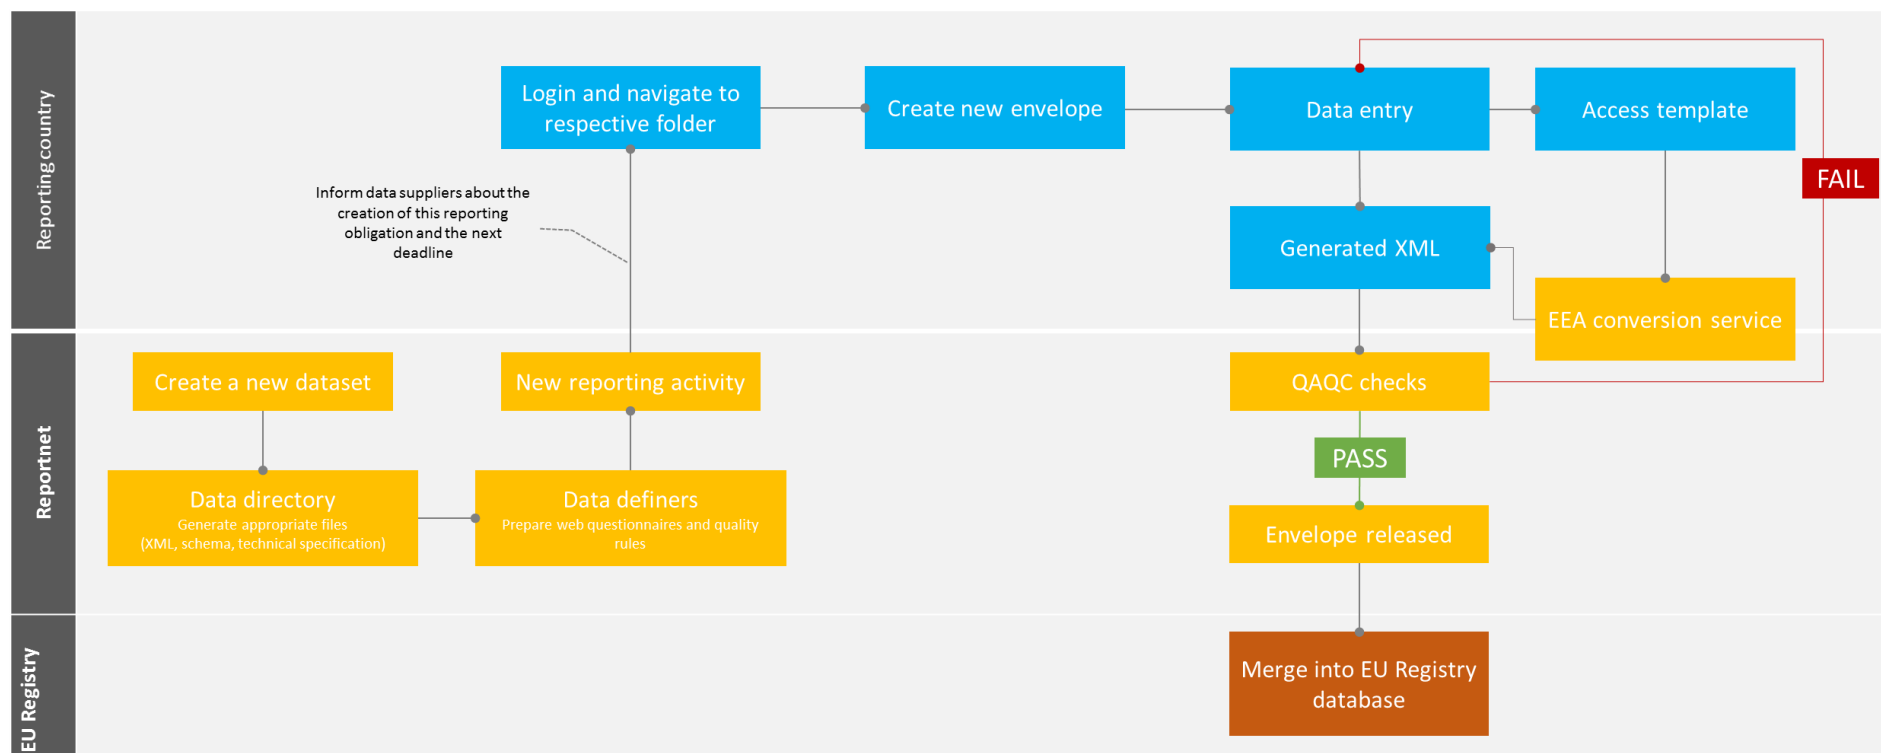 Reporting country
Login and navigate to
respective folder
Create new envelope
Data entry
Access template
FAIL
Inform data suppliers about the
creation of this reporting
obligation and the next
deadline
Generated XML
EEA conversion service
Reportnet
Create a new dataset
New reporting activity
QAQC checks
PASS
Data directory
Generate appropriate files
(XML, schema, technical specification)
Data definers
Prepare web questionnaires and quality
rules
Envelope released
EU Registry
Merge into EU Registry
database